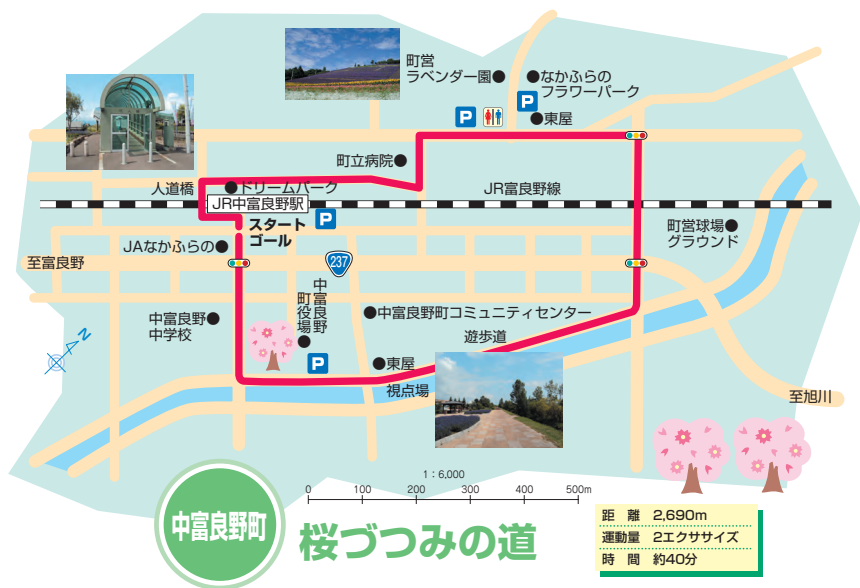 町営
ラベンダー園
なかふらの
フラワーパーク
P
P
東屋
町立病院
人道橋
ドリームパーク
JR富良野線
JR中富良野駅
スタート
ゴール
P
町営球場
グラウンド
JAなかふらの
至富良野
237
中富良野
町役場
中富良野町コミュニティセンター
中富良野
中学校
遊歩道
N
P
東屋
視点場
至旭川
1：6,000
0 100 200 300 400 500m
中富良野町
桜づつみの道
距 離 2,690m
運動量 2エクササイズ
時 間 約40分